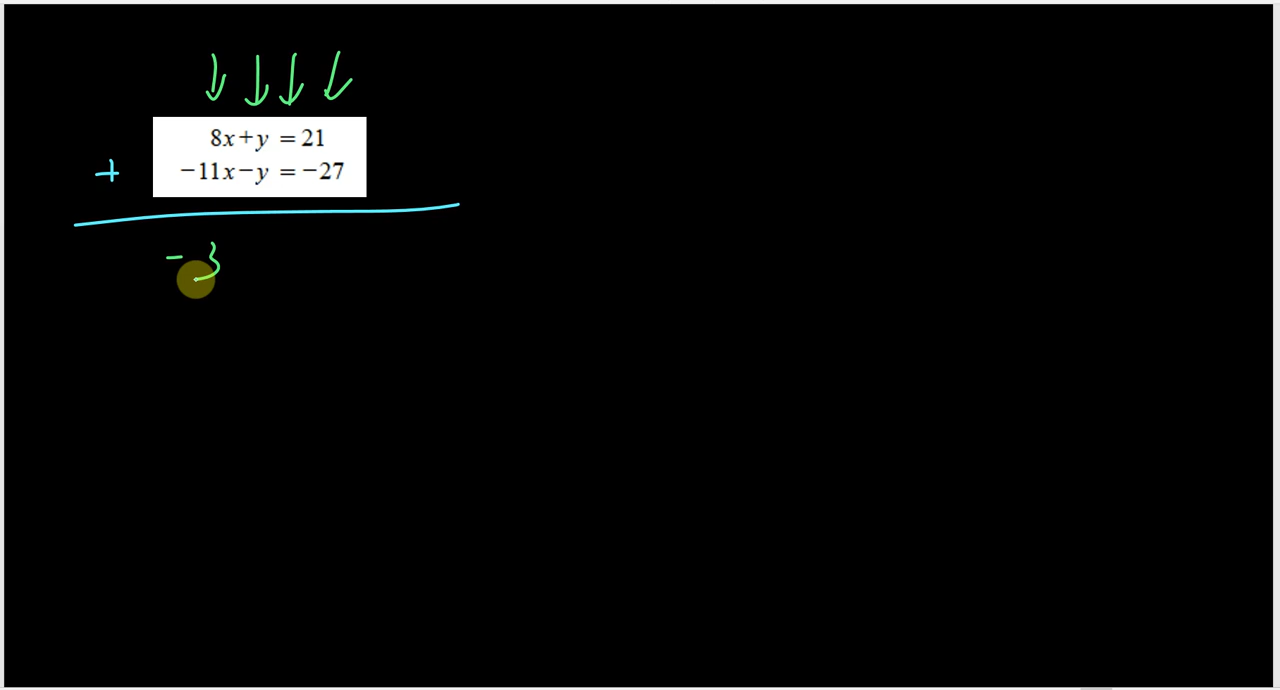 8x+y = 21
+ −11x−y = −27
- 3